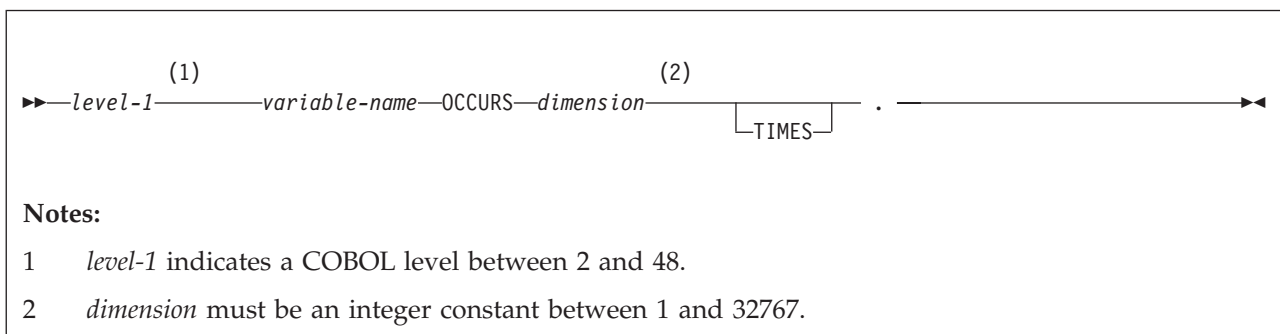 (1) (2)
►►—level-1—variable-name—OCCURS—dimension— . —►◄
TIMES
Notes:
1 level-1 indicates a COBOL level between 2 and 48.
2 dimension must be an integer constant between 1 and 32767.